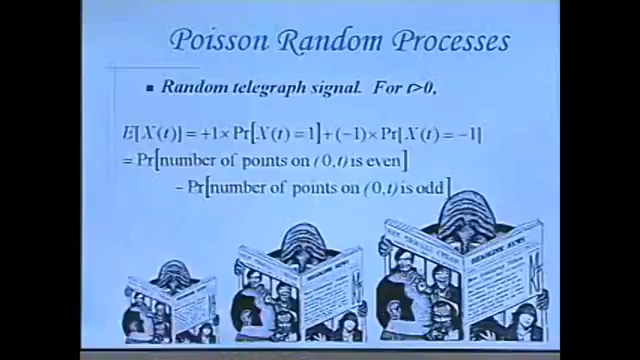 Poisson Random Processes
■ Random telegraph signal. For t>0,
E[X(t)] = +1×Pr[X(t) = 1]+(−1)×Pr[X(t) = −1]
= Pr[number of points on (0,t) is even]
− Pr[number of points on (0,t) is odd]